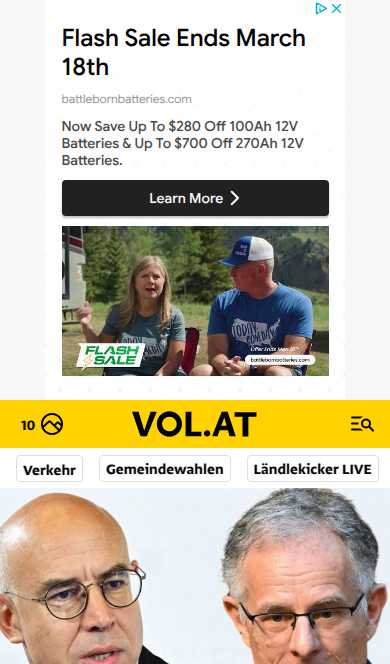 Flash Sale Ends March
18th
battlebornbatteries.com
Now Save Up To $280 Off 100Ah 12V
Batteries & Up To $700 Off 270Ah 12V
Batteries.
Learn More
FLASH
SALE
Offer Ends Mar 18th
battlebornbatteries.com
10
VOL.AT
Verkehr
Gemeindewahlen
Ländlekicker LIVE